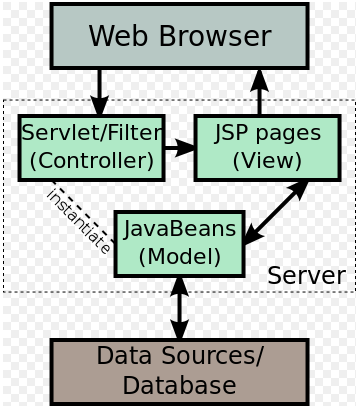 Web Browser
Servlet/Filter
(Controller)
JSP pages
(View)
instantiate
JavaBeans
(Model)
Server
Data Sources/
Database